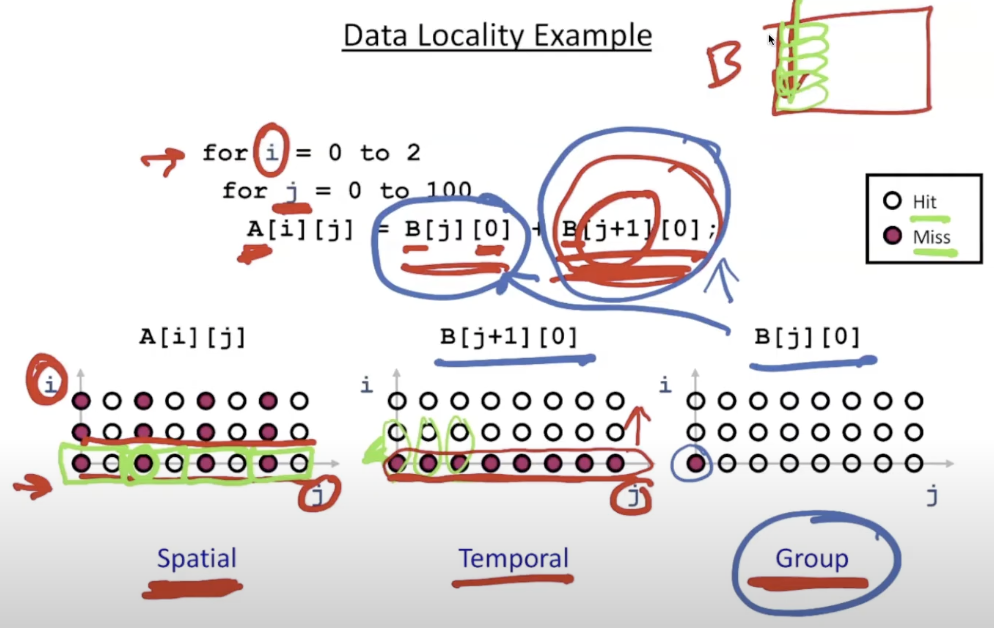 Data Locality Example
B
for i = 0 to 2
for j = 0 to 100
A[i][j] = B[j][0] + B[j+1][0];
Hit
Miss
A[i][j]
B[j+1][0]
B[j][0]
i
i
i
j
j
j
Spatial
Temporal
Group